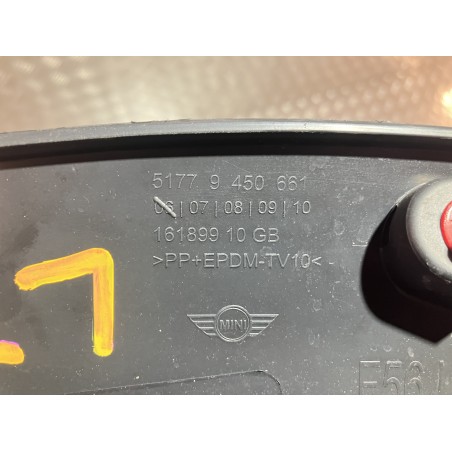 5177 9 450 661
06|07|08|09|10
161899 10 GB
>PP+EPDM-TV10<
MINI